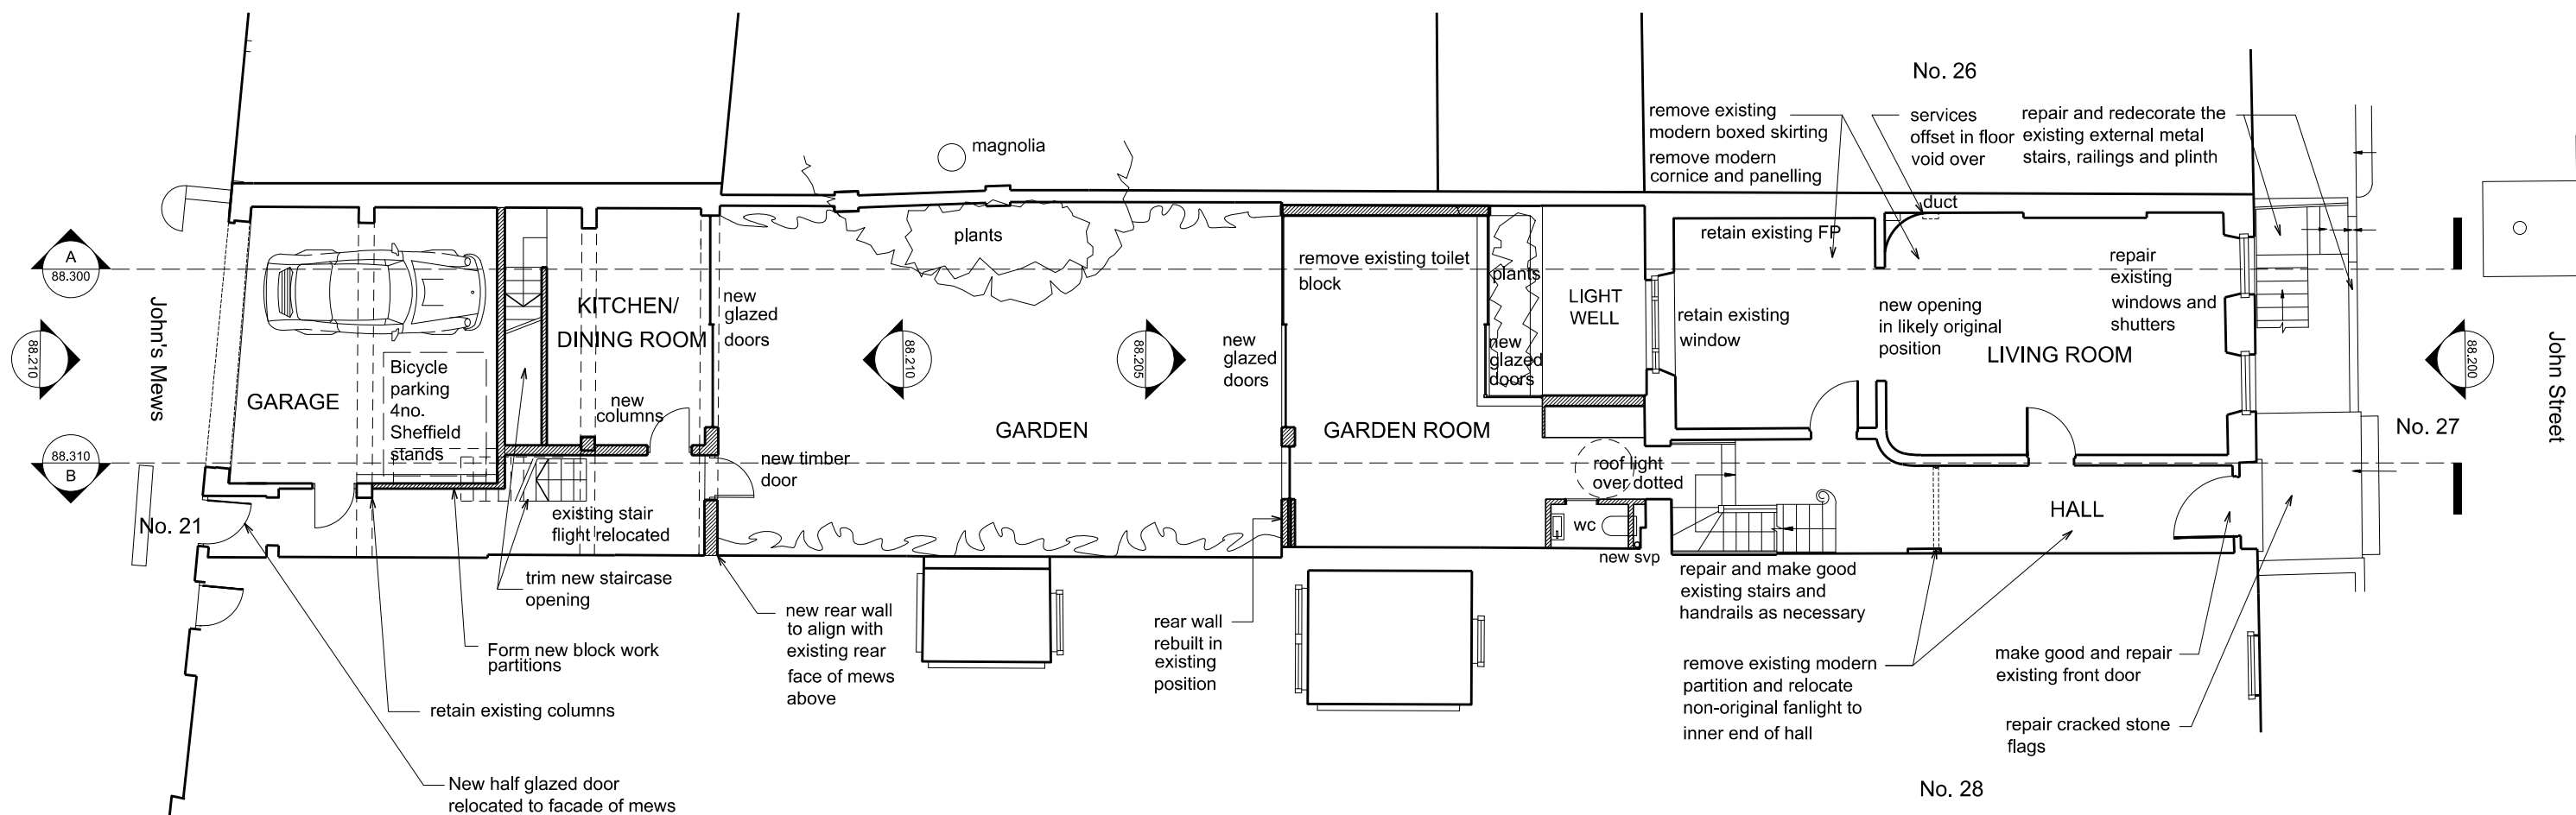 No. 26
remove existing
modern boxed skirting
remove modern
cornice and panelling
services
offset in floor
void over
repair and redecorate the
existing external metal
stairs, railings and plinth
magnolia
duct
plants
retain existing FP
A
88.300
remove existing toilet
block
plants
repair
existing
windows and
shutters
John's Mews
KITCHEN/
DINING ROOM
new
glazed
doors
LIGHT
WELL
retain existing
window
new opening
in likely original
position
LIVING ROOM
88.210
88.210
88.205
new
glazed
doors
new
glazed
doors
88.200
John Street
Bicycle
parking
4no.
Sheffield
stands
GARAGE
new
columns
GARDEN
GARDEN ROOM
No. 27
88.310
B
new timber
door
roof light
over dotted
No. 21
existing stair
flight relocated
wc
HALL
new svp
trim new staircase
opening
repair and make good
existing stairs and
handrails as necessary
new rear wall
to align with
existing rear
face of mews
above
rear wall
rebuilt in
existing
position
Form new block work
partitions
remove existing modern
partition and relocate
non-original fanlight to
inner end of hall
make good and repair
existing front door
retain existing columns
repair cracked stone
flags
New half glazed door
relocated to facade of mews
No. 28